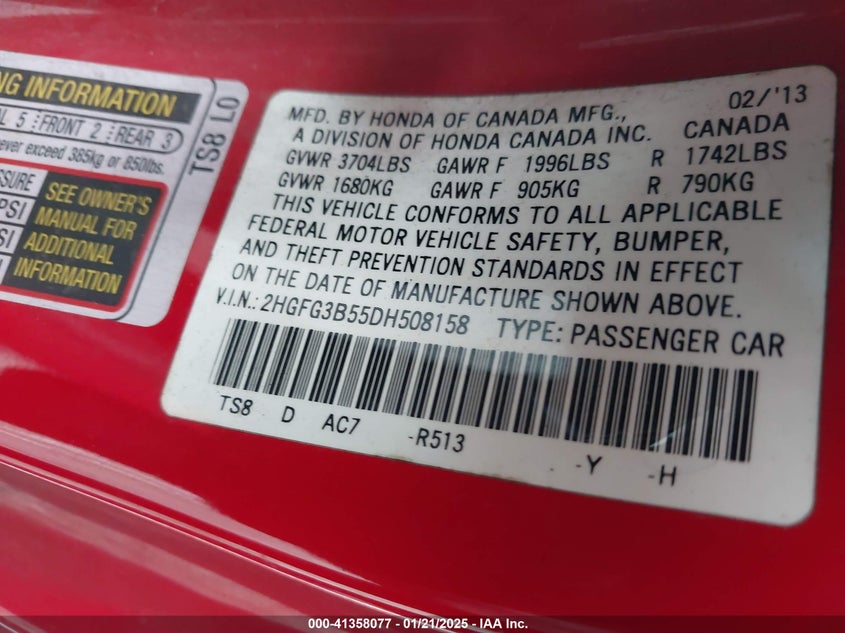 NG INFORMATION
L 5 FRONT 2 REAR 3
never exceed 385kg or 850lbs.
SSURE
PSI
SI
SEE OWNER'S
MANUAL FOR
ADDITIONAL
INFORMATION
TS8 L0
MFD. BY HONDA OF CANADA MFG., 02/'13
A DIVISION OF HONDA CANADA INC. CANADA
GVWR 3704LBS GAWR F 1996LBS R 1742LBS
GVWR 1680KG GAWR F 905KG R 790KG
THIS VEHICLE CONFORMS TO ALL APPLICABLE
FEDERAL MOTOR VEHICLE SAFETY, BUMPER,
AND THEFT PREVENTION STANDARDS IN EFFECT
ON THE DATE OF MANUFACTURE SHOWN ABOVE.
V.I.N.: 2HGFG3B55DH508158 TYPE: PASSENGER CAR
TS8 D AC7 -R513 -Y -H
000-41358077 — 01/21/2025 — IAA Inc.